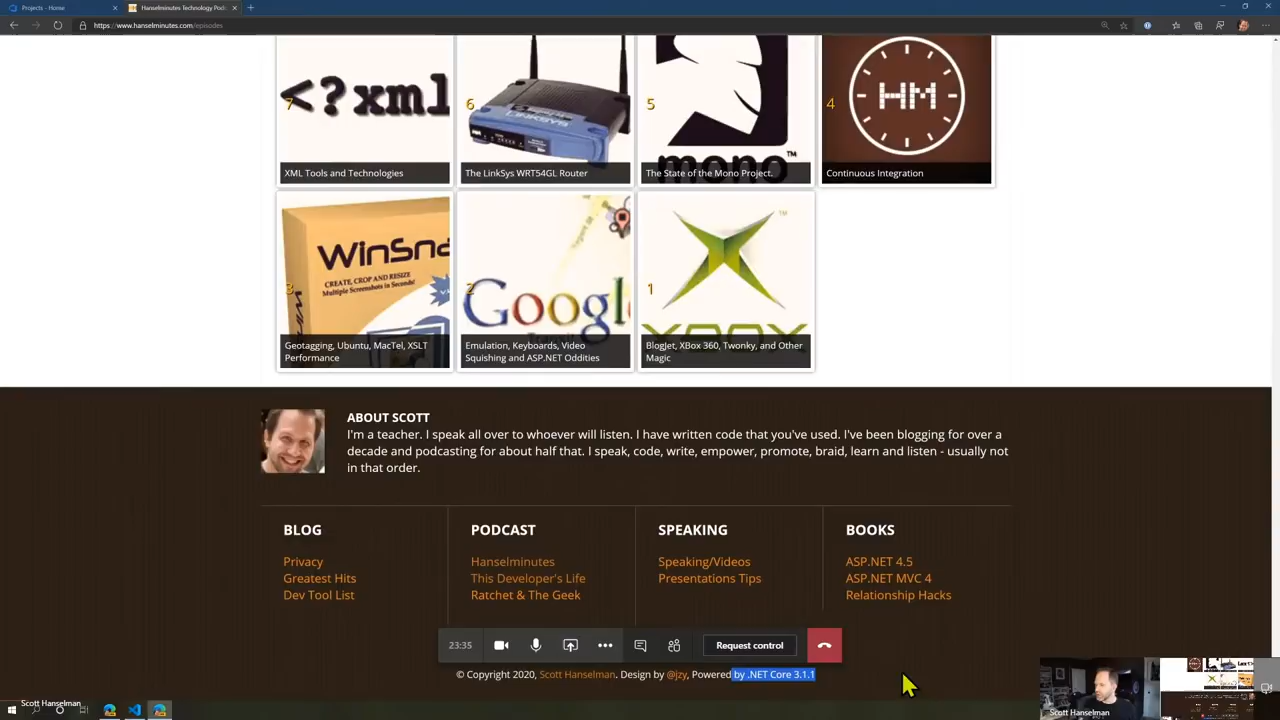 Projects - Home
Hanselminutes Technology Pod
https://www.hanselminutes.com/episodes
<?xml
7
LINKSYS
6
mono™
5
HM
4
XML Tools and Technologies
The LinkSys WRT54GL Router
The State of the Mono Project.
Continuous Integration
WinSna
CREATE, CROP AND RESIZE
Multiple Screenshots in Seconds!
3
Googl
2
TM
XBOX
1
Geotagging, Ubuntu, MacTel, XSLT
Performance
Emulation, Keyboards, Video
Squishing and ASP.NET Oddities
BlogJet, XBox 360, Twonky, and Other
Magic
ABOUT SCOTT
I'm a teacher. I speak all over to whoever will listen. I have written code that you've used. I've been blogging for over a
decade and podcasting for about half that. I speak, code, write, empower, promote, braid, learn and listen - usually not
in that order.
BLOG
Privacy
Greatest Hits
Dev Tool List
PODCAST
Hanselminutes
This Developer's Life
Ratchet & The Geek
SPEAKING
Speaking/Videos
Presentations Tips
BOOKS
ASP.NET 4.5
ASP.NET MVC 4
Relationship Hacks
23:35
Request control
© Copyright 2020, Scott Hanselman. Design by @jzy, Powered by .NET Core 3.1.1
Scott Hanselman
Scott Hanselman